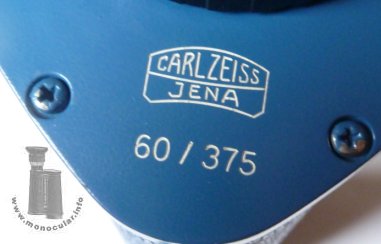 CARL ZEISS
JENA
60 / 375
www.monocular.info